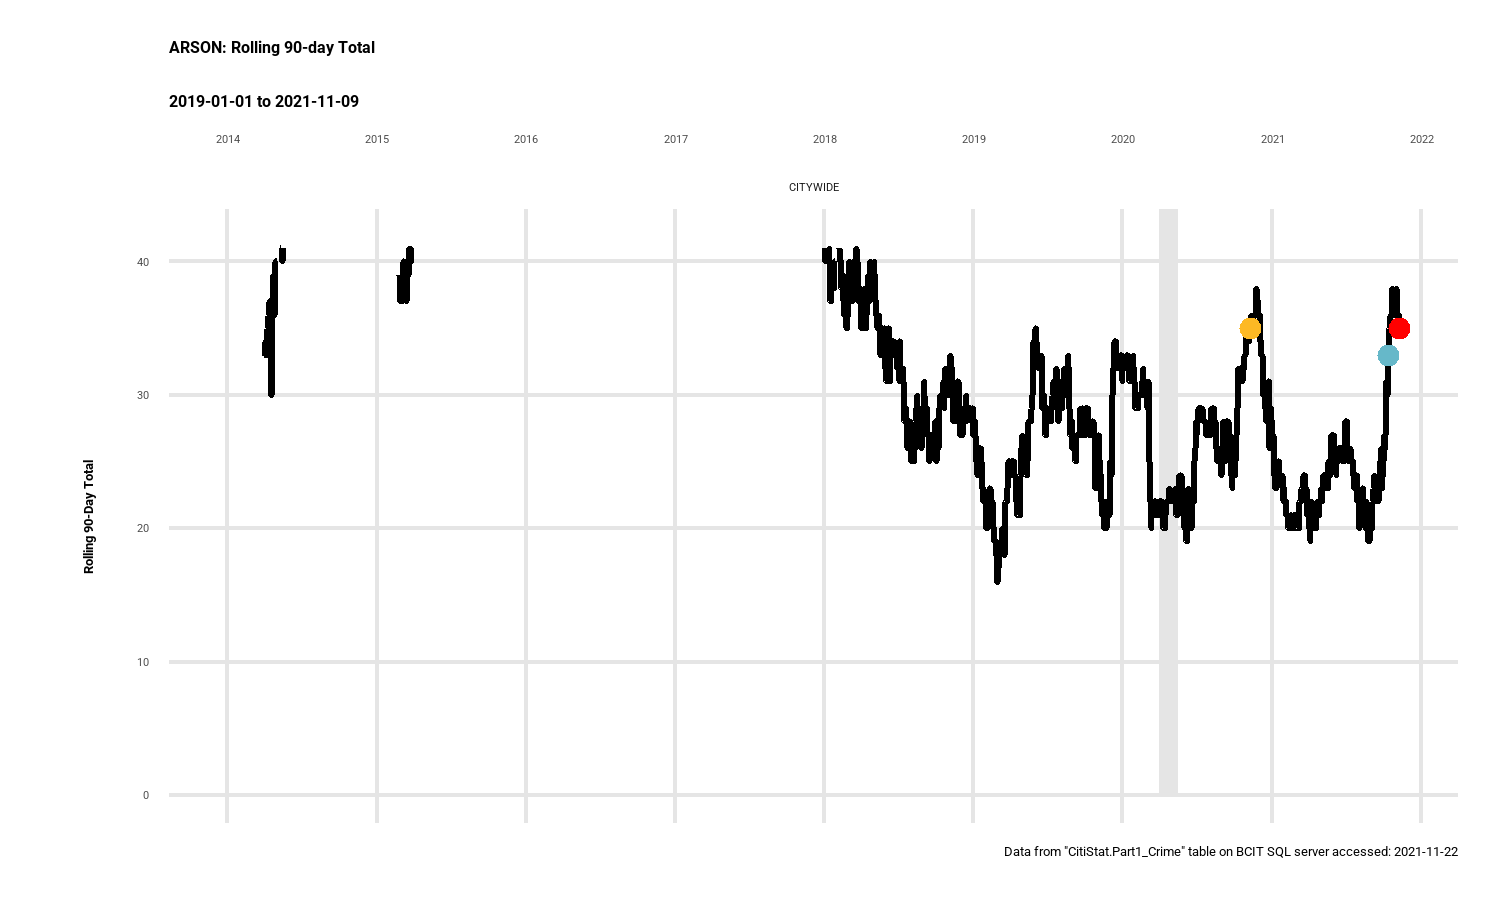 ARSON: Rolling 90-day Total
2019-01-01 to 2021-11-09
2014 2015 2016 2017 2018 2019 2020 2021 2022
CITYWIDE
40
30
20
10
0
Rolling 90-Day Total
Data from "CitiStat.Part1_Crime" table on BCIT SQL server accessed: 2021-11-22